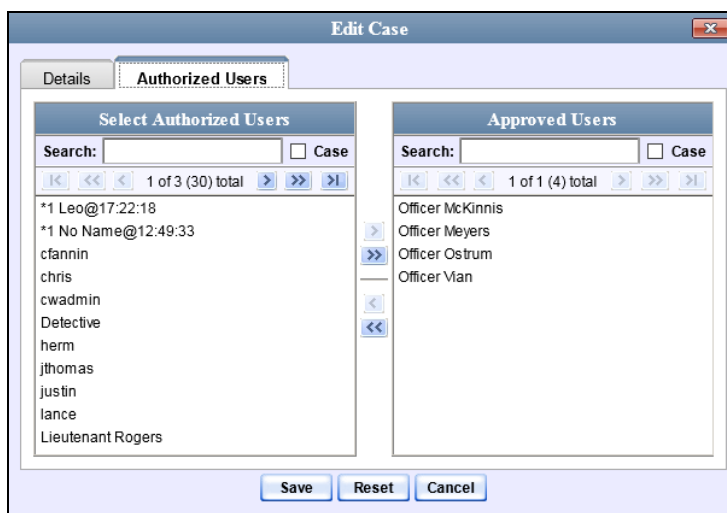 Edit Case
Details
Authorized Users
Select Authorized Users
Search:
Case
1 of 3 (30) total
*1 Leo@17:22:18
*1 No Name@12:49:33
cfannin
chris
cwadmin
Detective
herm
jthomas
justin
lance
Lieutenant Rogers
Approved Users
Search:
Case
1 of 1 (4) total
Officer McKinnis
Officer Meyers
Officer Ostrum
Officer Vian
Save
Reset
Cancel